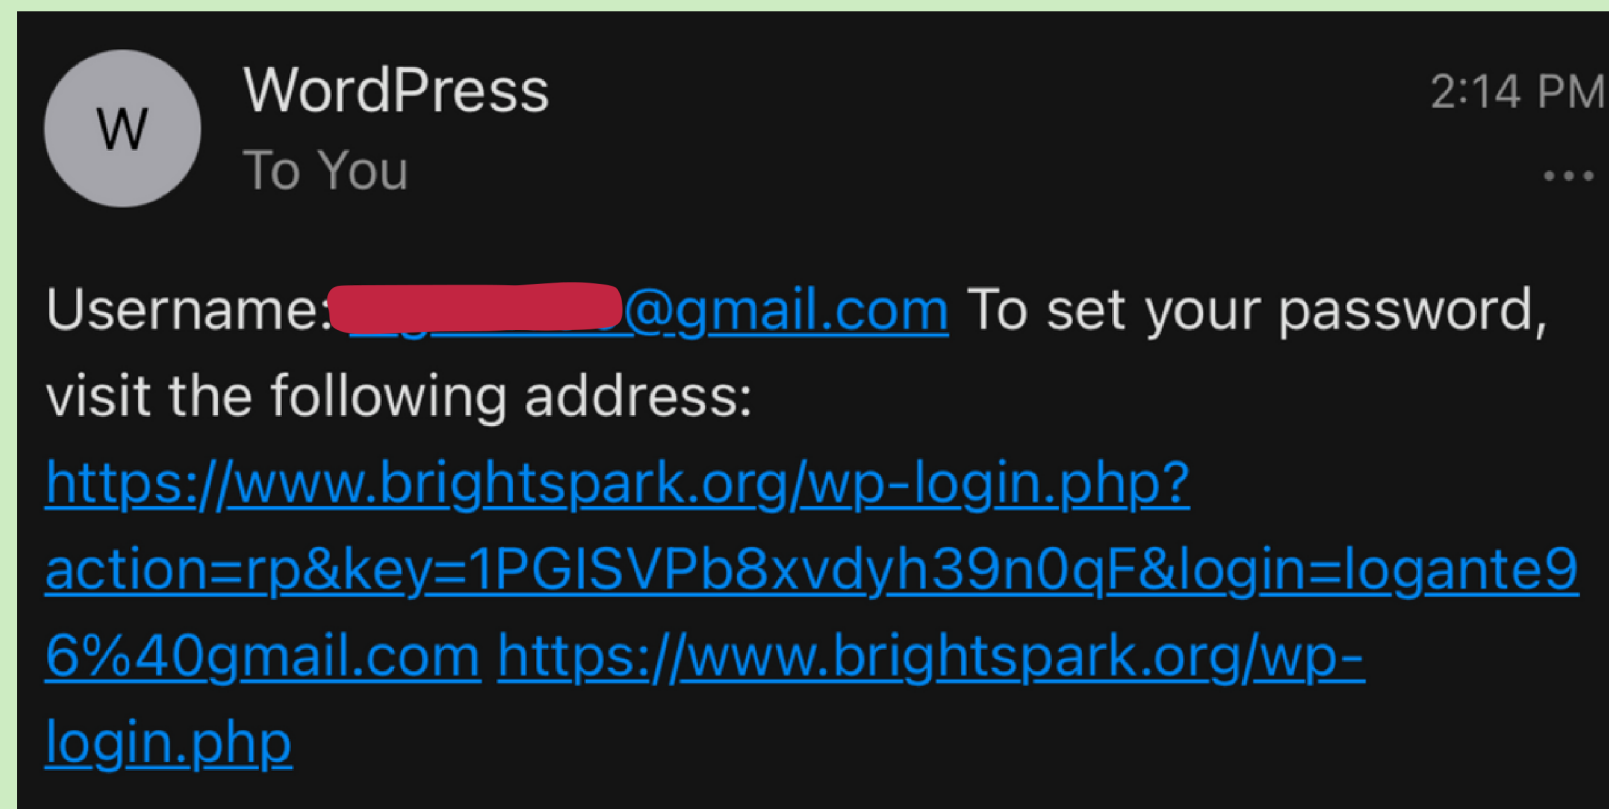 W
WordPress
2:14 PM
To You
Username: @gmail.com To set your password,
visit the following address:
https://www.brightspark.org/wp-login.php?
action=rp&key=1PGISVPb8xvdyh39n0qF&login=logante9
6%40gmail.com https://www.brightspark.org/wp-
login.php